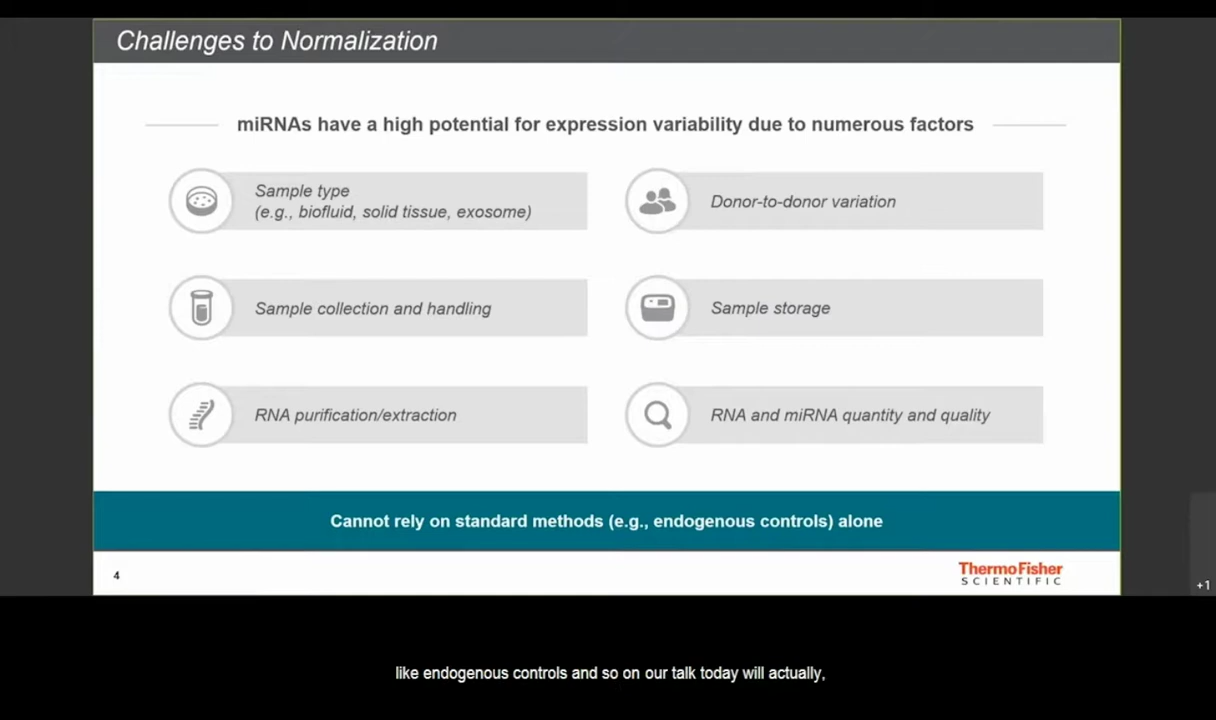 Challenges to Normalization
miRNAs have a high potential for expression variability due to numerous factors
Sample type
(e.g., biofluid, solid tissue, exosome)
Donor-to-donor variation
Sample collection and handling
Sample storage
RNA purification/extraction
RNA and miRNA quantity and quality
Cannot rely on standard methods (e.g., endogenous controls) alone
4
ThermoFisher
SCIENTIFIC
+1
like endogenous controls and so on our talk today will actually,